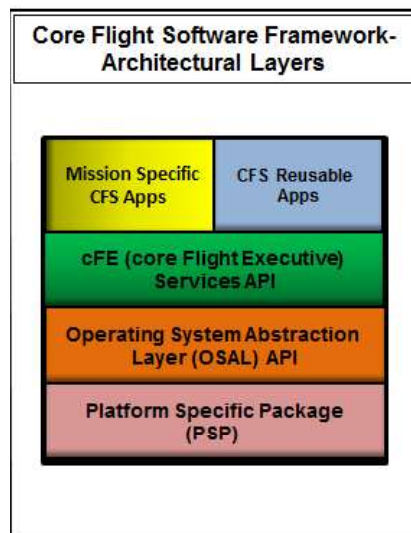 Core Flight Software Framework-
Architectural Layers
Mission Specific
CFS Apps
CFS Reusable
Apps
cFE (core Flight Executive)
Services API
Operating System Abstraction
Layer (OSAL) API
Platform Specific Package
(PSP)